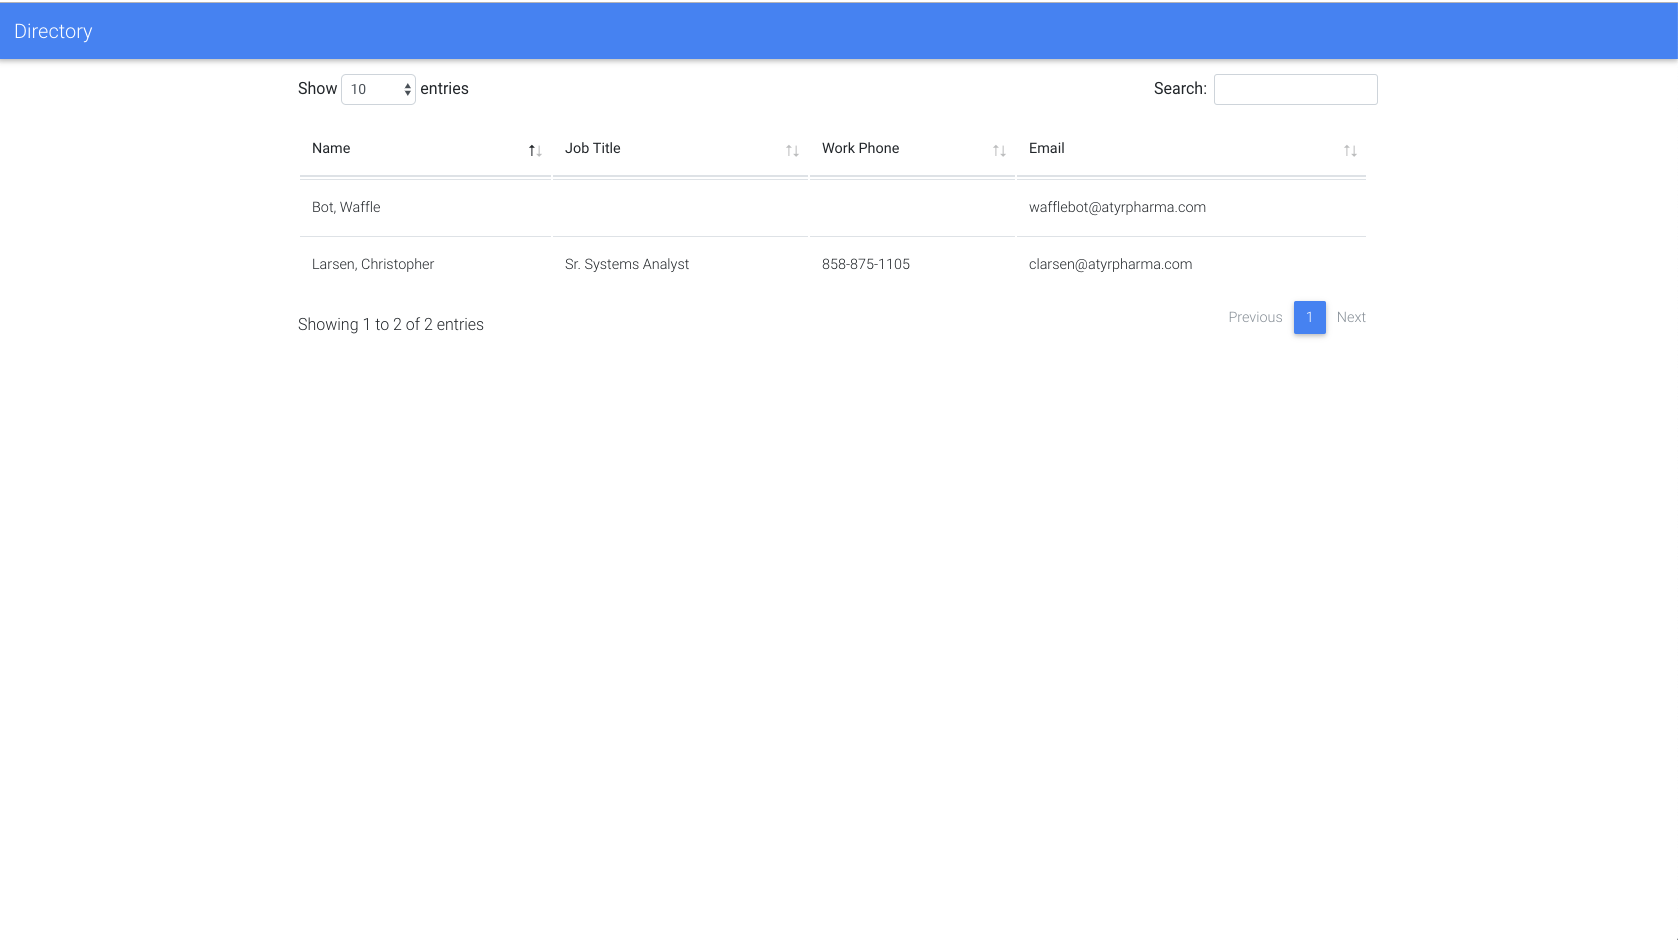 Directory
Show 10 entries Search:
Name Job Title Work Phone Email
Bot, Waffle wafflebot@atyrpharma.com
Larsen, Christopher Sr. Systems Analyst 858-875-1105 clarsen@atyrpharma.com
Showing 1 to 2 of 2 entries Previous 1 Next